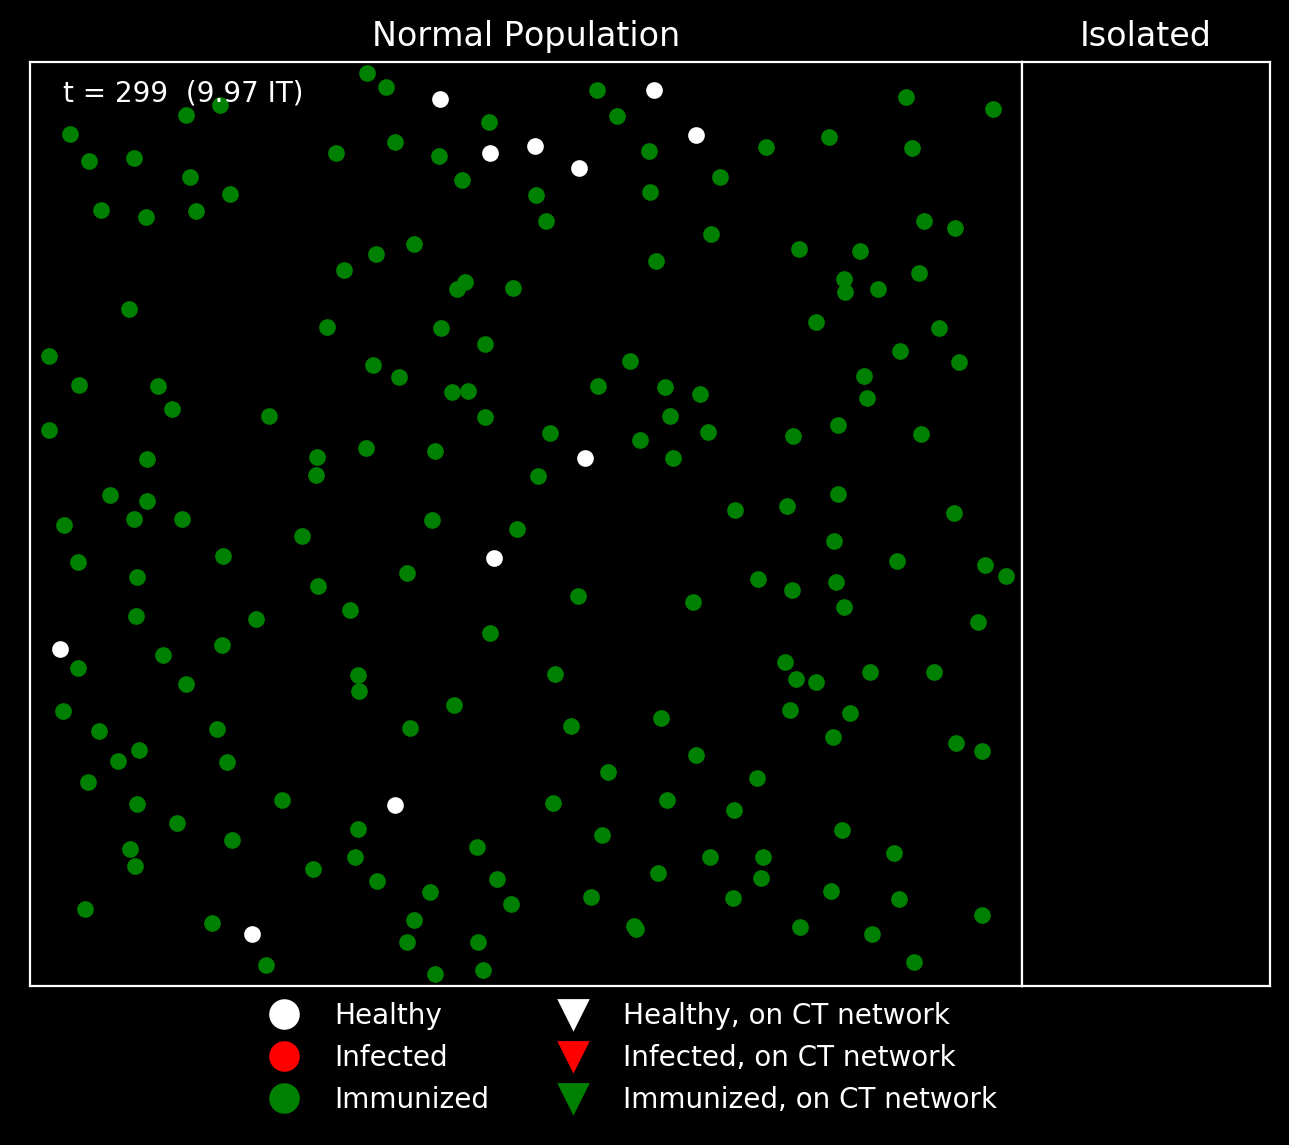 Normal Population
Isolated
t = 299  (9.97 IT)
Healthy
Infected
Immunized
Healthy, on CT network
Infected, on CT network
Immunized, on CT network